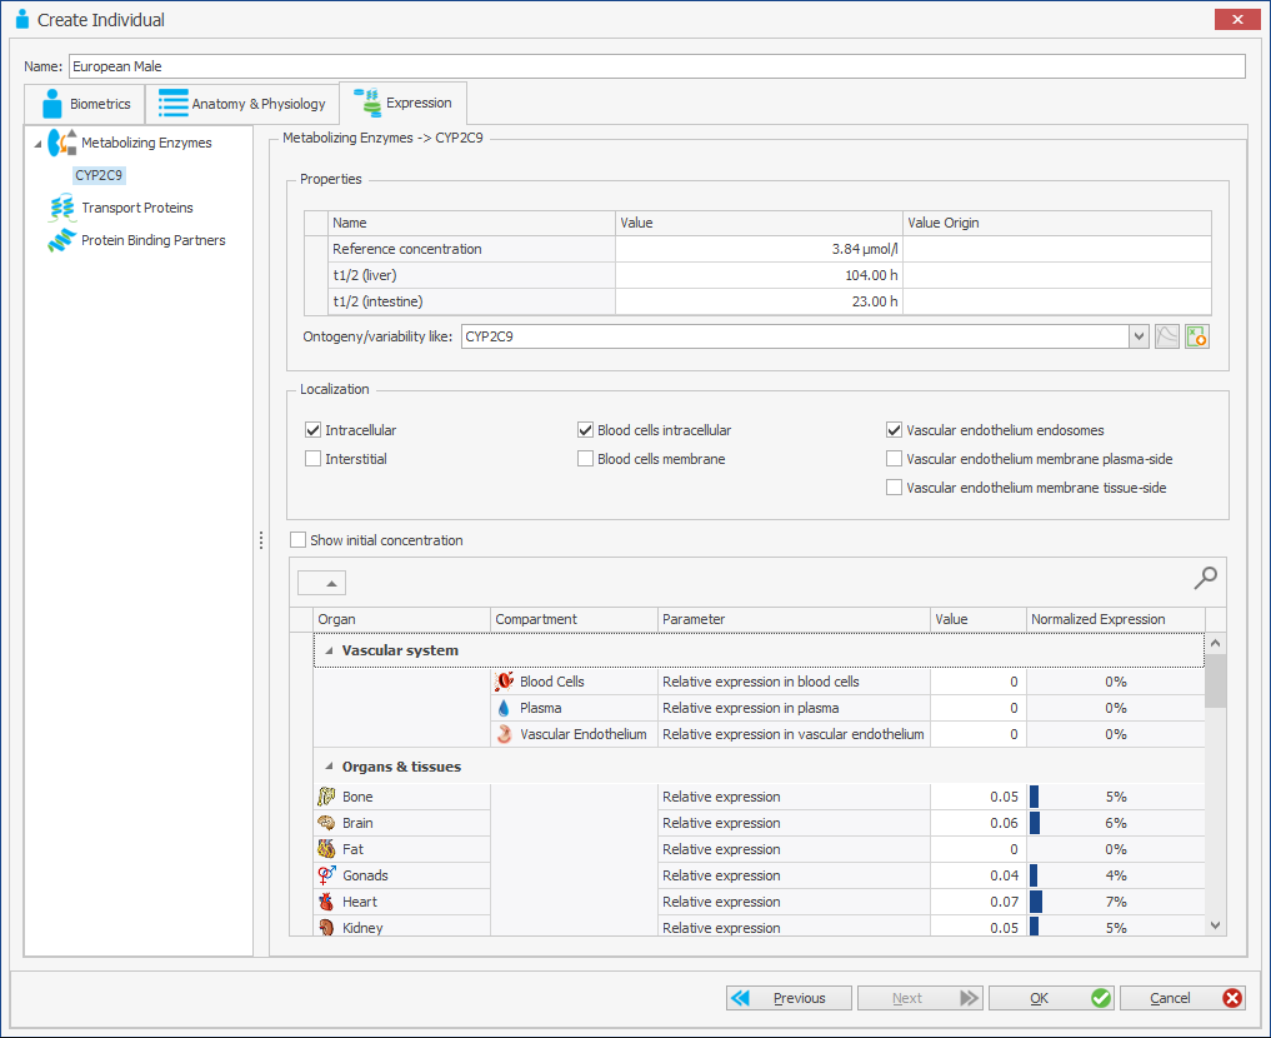 Create Individual
Name: European Male
Biometrics Anatomy & Physiology Expression
Metabolizing Enzymes
CYP2C9
Transport Proteins
Protein Binding Partners
Metabolizing Enzymes -> CYP2C9
Properties
Name Value Value Origin
Reference concentration 3.84 µmol/l
t1/2 (liver) 104.00 h
t1/2 (intestine) 23.00 h
Ontogeny/variability like: CYP2C9
Localization
Intracellular Blood cells intracellular Vascular endothelium endosomes
Interstitial Blood cells membrane Vascular endothelium membrane plasma-side
Vascular endothelium membrane tissue-side
Show initial concentration
Organ Compartment Parameter Value Normalized Expression
Vascular system
Blood Cells Relative expression in blood cells 0 0%
Plasma Relative expression in plasma 0 0%
Vascular Endothelium Relative expression in vascular endothelium 0 0%
Organs & tissues
Bone Relative expression 0.05 5%
Brain Relative expression 0.06 6%
Fat Relative expression 0 0%
Gonads Relative expression 0.04 4%
Heart Relative expression 0.07 7%
Kidney Relative expression 0.05 5%
Previous Next OK Cancel